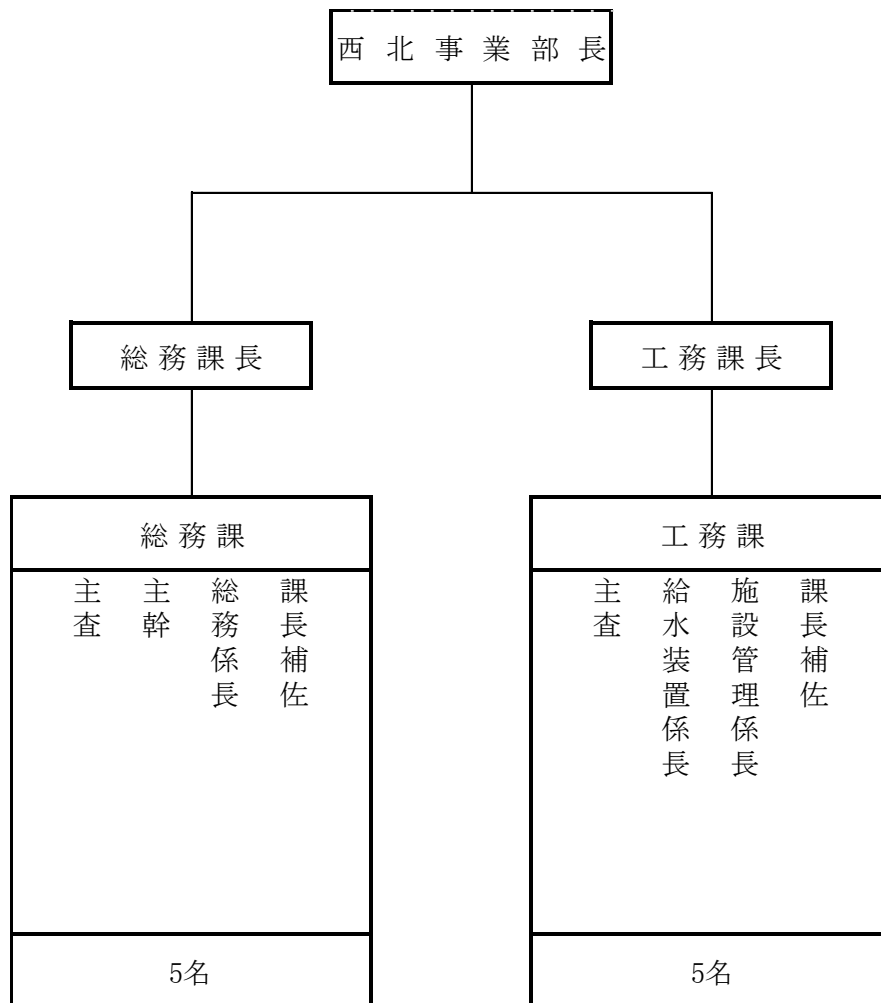 西北事業部長
総務課長
工務課長
総務課
課長補佐
総務係長
主幹
主査
5名
工務課
課長補佐
施設管理係長
給水装置係長
主査
5名